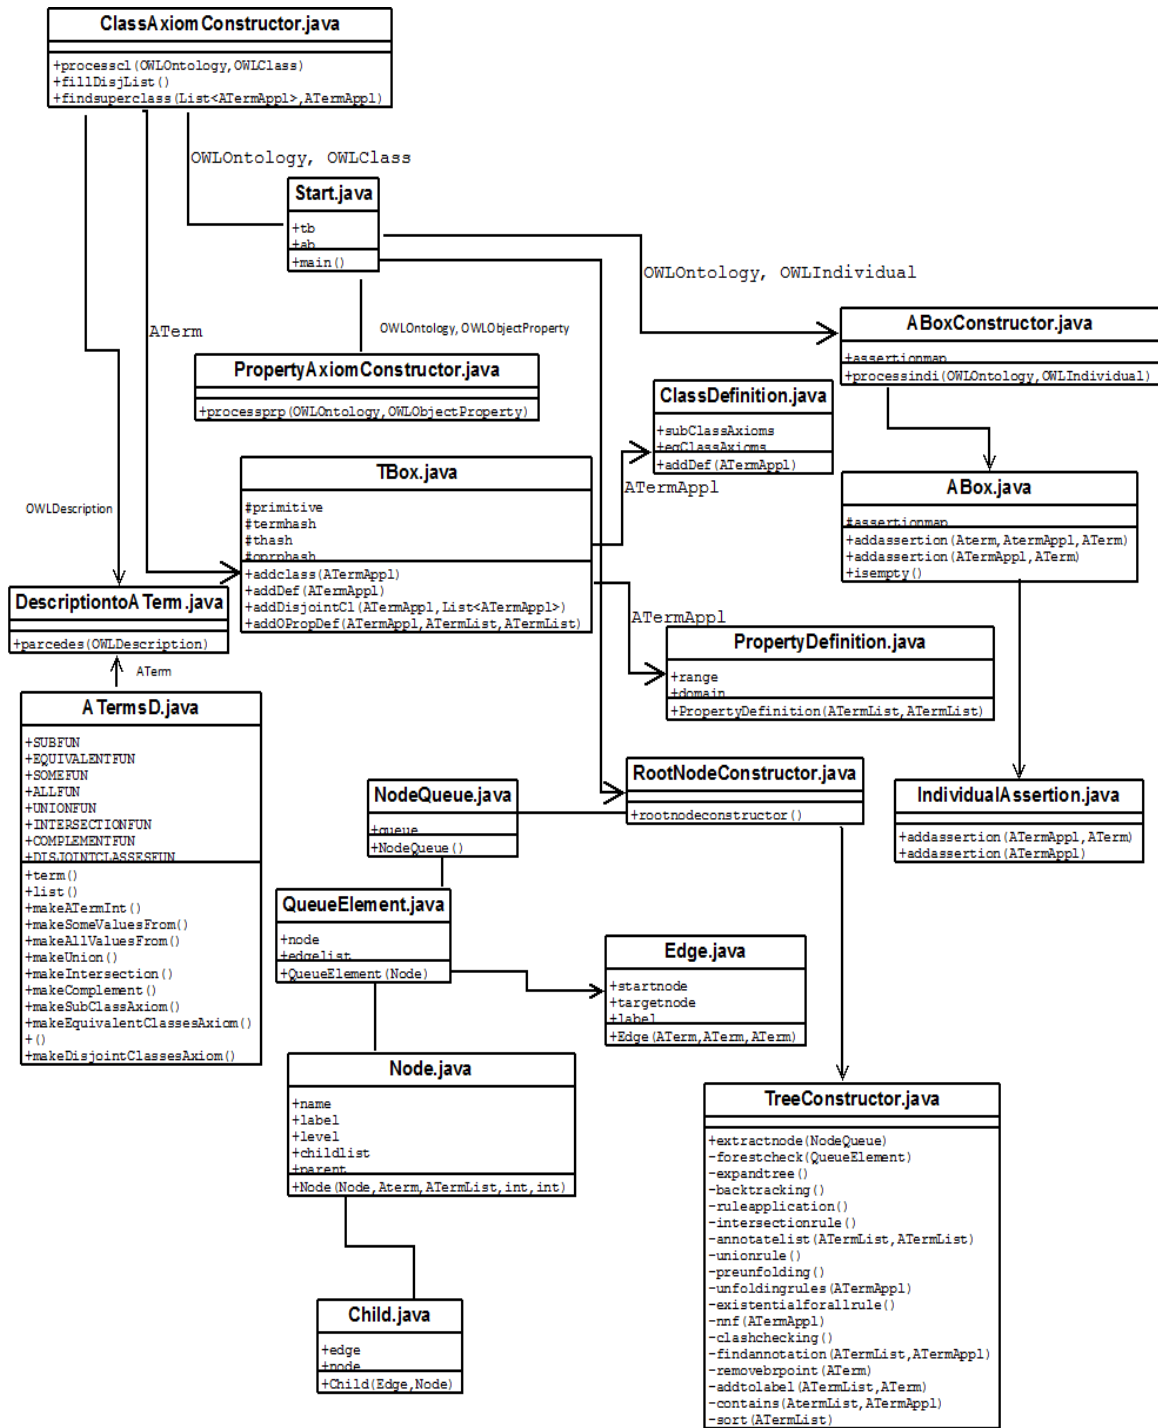 ClassAxiomConstructor.java
+processcl(OWLOntology,OWLClass)
+fillDisjList()
+findsuperclass(List<ATermAppl>,ATermAppl)
OWLOntology, OWLClass
Start.java
+tb
+ab
+main()
OWLOntology, OWLIndividual
ATerm
OWLOntology, OWLObjectProperty
ABoxConstructor.java
+assertionmap
+processindi(OWLOntology,OWLIndividual)
PropertyAxiomConstructor.java
+processprp(OWLOntology,OWLObjectProperty)
ClassDefinition.java
+subClassAxioms
+eqClassAxioms
+addDef(ATermAppl)
TBox.java
#primitive
#termhash
#thash
#oprphash
+addclass(ATermAppl)
+addDef(ATermAppl)
+addDisjointCl(ATermAppl,List<ATermAppl>)
+addOPropDef(ATermAppl,ATermList,ATermList)
ATermAppl
ABox.java
#assertionmap
+addassertion(Aterm,AtermAppl,ATerm)
+addassertion(ATermAppl,ATerm)
+isempty()
OWLDescription
DescriptiontoATerm.java
+parcedes(OWLDescription)
ATermAppl
PropertyDefinition.java
+range
+domain
+PropertyDefinition(ATermList,ATermList)
ATerm
ATermsD.java
+SUBFUN
+EQUIVALENTFUN
+SOMEFUN
+ALLFUN
+UNIONFUN
+INTERSECTIONFUN
+COMPLEMENTFUN
+DISJOINTCLASSESFUN
+term()
+list()
+makeATermInt()
+makeSomeValuesFrom()
+makeAllValuesFrom()
+makeUnion()
+makeIntersection()
+makeComplement()
+makeSubClassAxiom()
+makeEquivalentClassesAxiom()
+()
+makeDisjointClassesAxiom()
NodeQueue.java
+queue
+NodeQueue()
RootNodeConstructor.java
+rootnodeconstructor()
IndividualAssertion.java
+addassertion(ATermAppl,ATerm)
+addassertion(ATermAppl)
QueueElement.java
+node
+edgelist
+QueueElement(Node)
Edge.java
+startnode
+targetnode
+label
+Edge(ATerm,ATerm,ATerm)
Node.java
+name
+label
+level
+childlist
+parent
+Node(Node,Aterm,ATermList,int,int)
TreeConstructor.java
+extractnode(NodeQueue)
-forestcheck(QueueElement)
-expandtree()
-backtracking()
-ruleapplication()
-intersectionrule()
-annotatelist(ATermList,ATermList)
-unionrule()
-preunfolding()
-unfoldingrules(ATermAppl)
-existentialforallrule()
-nnf(ATermAppl)
-clashchecking()
-findannotation(ATermList,ATermAppl)
-removebrpoint(ATerm)
-addtolabel(ATermList,ATerm)
-contains(AtermList,ATermAppl)
-sort(ATermList)
Child.java
+edge
+node
+Child(Edge,Node)